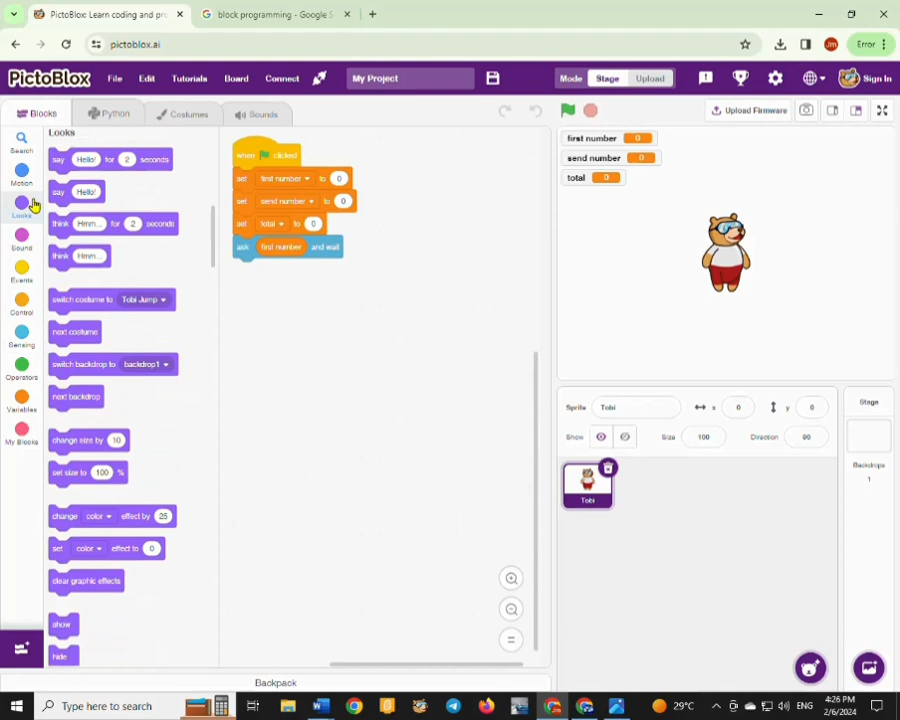 PictoBlox Learn coding and pro
block programming - Google S
pictoblox.ai
Jm
Error
PictoBlox
File
Edit
Tutorials
Board
Connect
My Project
Mode
Stage
Upload
Sign In
Blocks
Python
Costumes
Sounds
Upload Firmware
Search
Motion
Looks
Sound
Events
Control
Sensing
Operators
Variables
My Blocks
Looks
say Hello! for 2 seconds
say Hello!
think Hmm... for 2 seconds
think Hmm...
switch costume to Tobi Jump
next costume
switch backdrop to backdrop1
next backdrop
change size by 10
set size to 100 %
change color effect by 25
set color effect to 0
clear graphic effects
show
hide
when clicked
set first number to 0
set send number to 0
set total to 0
ask first number and wait
Backpack
first number 0
send number 0
total 0
Sprite Tobi x 0 y 0
Show Size 100 Direction 90
Tobi
Stage
Backdrops
1
Type here to search
29°C
4:26 PM
2/6/2024